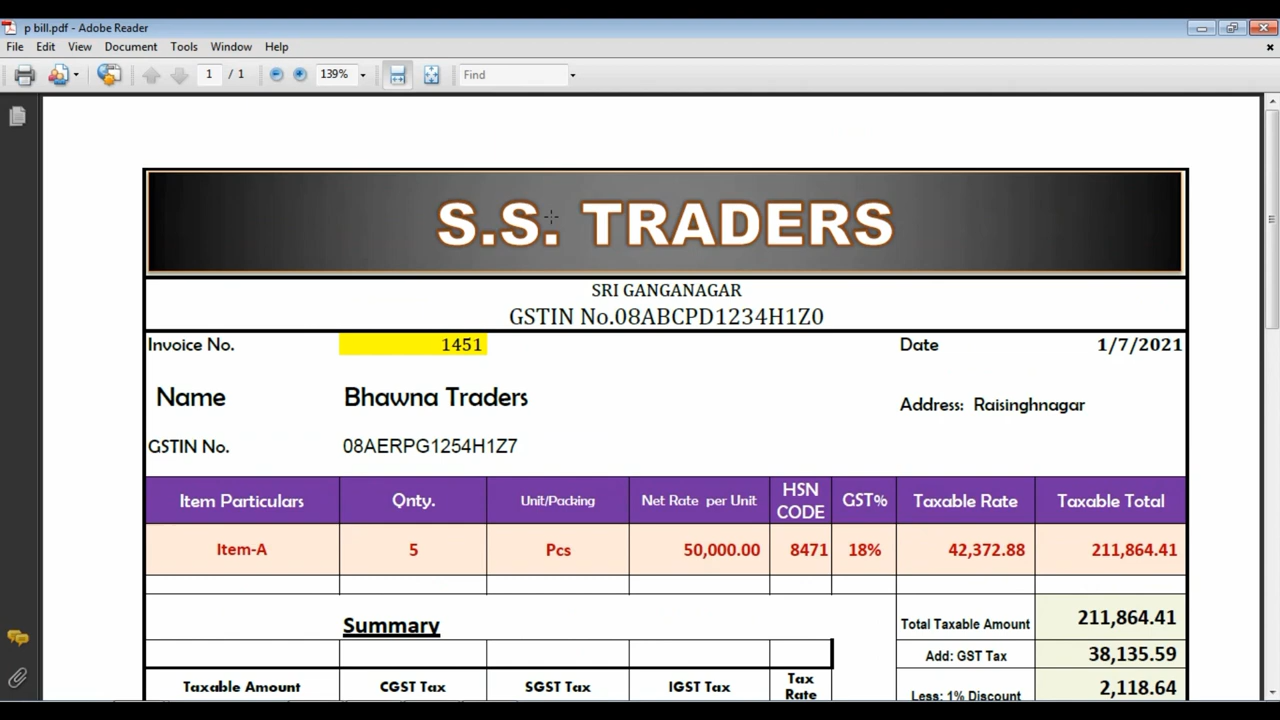 p bill.pdf - Adobe Reader
File Edit View Document Tools Window Help
1 / 1 139% Find
S.S. TRADERS
SRI GANGANAGAR
GSTIN No.08ABCPD1234H1Z0
Invoice No. 1451 Date 1/7/2021
Name Bhawna Traders Address: Raisinghnagar
GSTIN No. 08AERPG1254H1Z7
Item Particulars Qnty. Unit/Packing Net Rate per Unit HSN CODE GST% Taxable Rate Taxable Total
Item-A 5 Pcs 50,000.00 8471 18% 42,372.88 211,864.41
Summary Total Taxable Amount 211,864.41
Add: GST Tax 38,135.59
Taxable Amount CGST Tax SGST Tax IGST Tax Tax Rate Less: 1% Discount 2,118.64